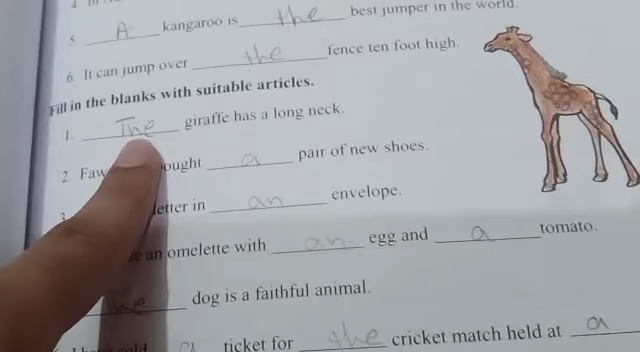 5. A kangaroo is the best jumper in the world.
6. It can jump over the fence ten foot high.
Fill in the blanks with suitable articles.
1. The giraffe has a long neck.
2. a pair of new shoes.
letter in an envelope.
an omelette with an egg and a tomato.
dog is a faithful animal.
a ticket for the cricket match held at a